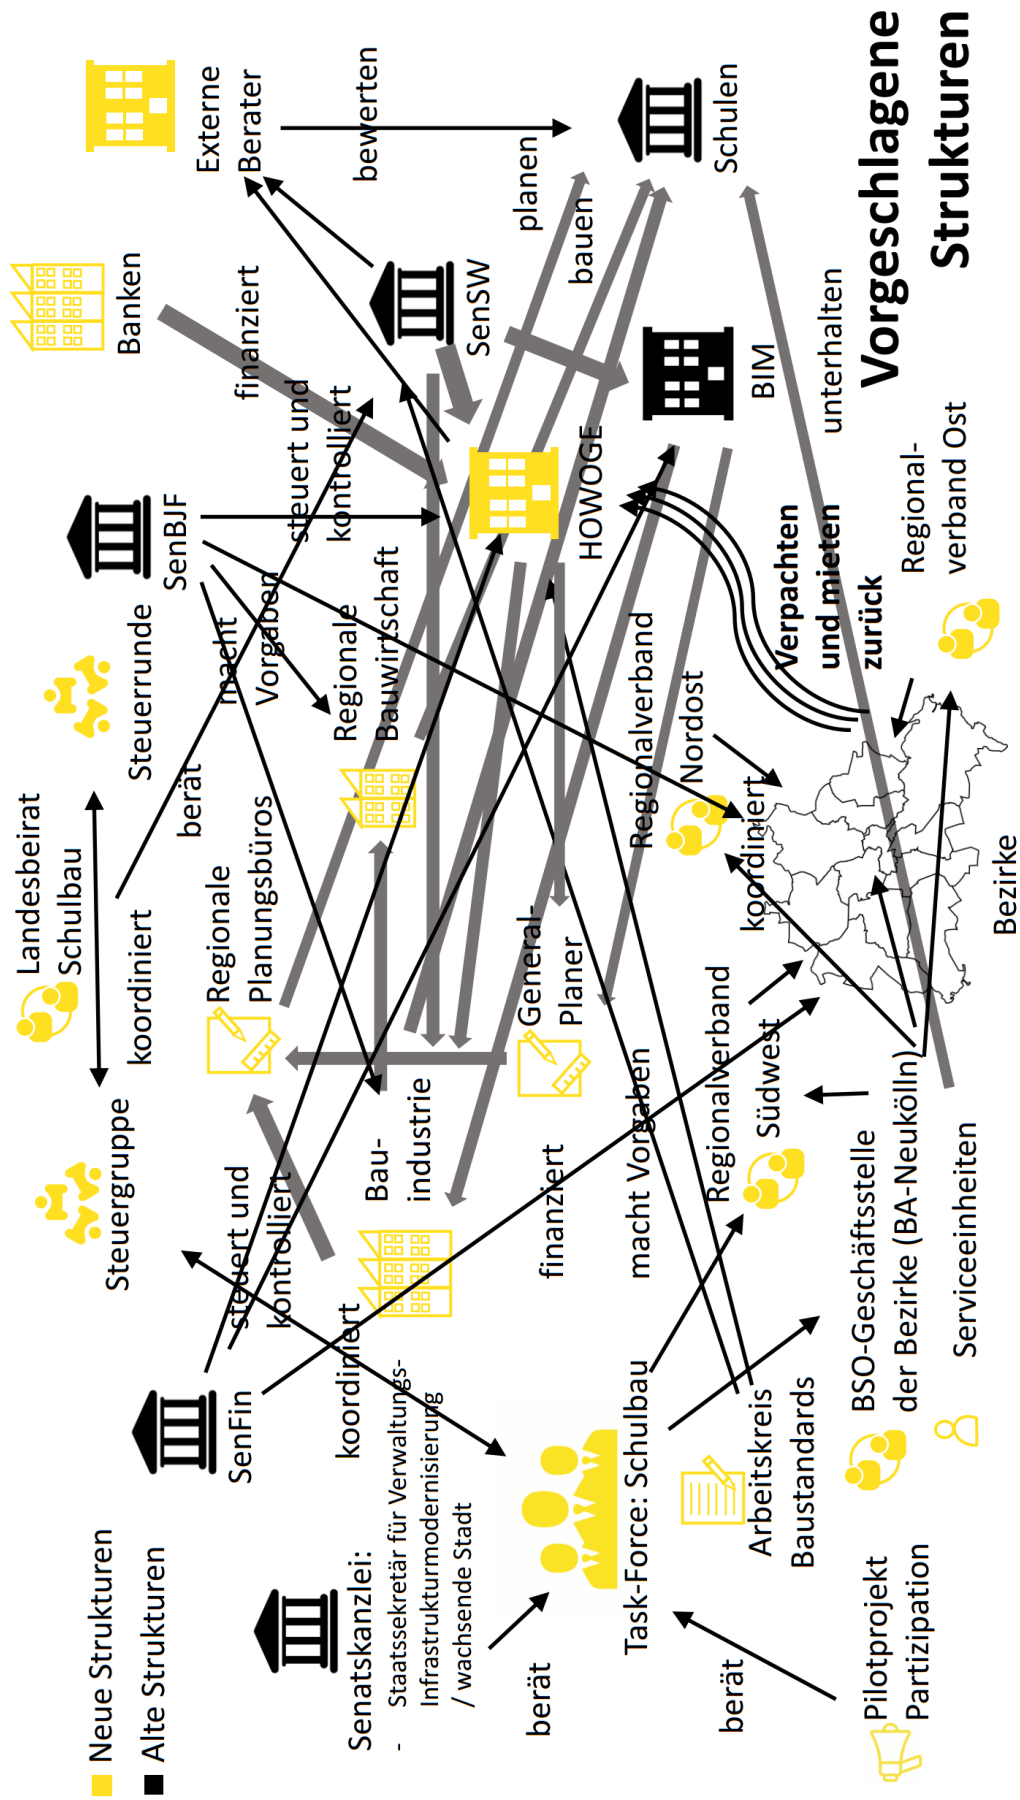 Neue Strukturen
Alte Strukturen
Vorgeschlagene
Strukturen
Landesbeirat
Schulbau
Steuergruppe
koordiniert
Steuerrunde
berät
SenFin
steuert und
kontrolliert
koordiniert
SenBJF
macht
Vorgaben
steuert und
kontrolliert
Banken
finanziert
Externe
Berater
bewerten
Regionale
Planungsbüros
Regionale
Bauwirtschaft
Senatskanzlei:
- Staatssekretär für Verwaltungs-
Infrastrukturmodernisierung
/ wachsende Stadt
Bau-
industrie
General-
Planer
SenSW
planen
bauen
HOWOGE
Schulen
BIM
berät
Task-Force: Schulbau
berät
finanziert
macht Vorgaben
Regionalverband
Nordost
koordiniert
Regionalverband
Südwest
Verpachten
und mieten
zurück
unterhalten
Regional-
verband Ost
Arbeitskreis
Baustandards
BSO-Geschäftsstelle
der Bezirke (BA-Neukölln)
Serviceeinheiten
Bezirke
Pilotprojekt
Partizipation